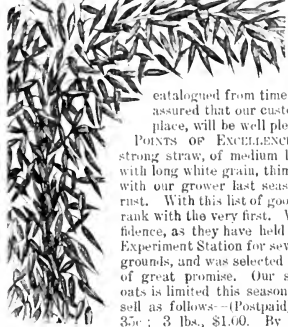 catalogued from time
assured that our custo
place, will be well ple
POINTS OF EXCELLENCE
strong straw, of medium l
with long white grain, thin
with our grower last seas
rust. With this list of goo
rank with the very first. W
fidence, as they have held
Experiment Station for sev
grounds, and was selected
of great promise. Our s
oats is limited this season
sell as follows--(Postpaid)
35c; 3 lbs., $1.00. By